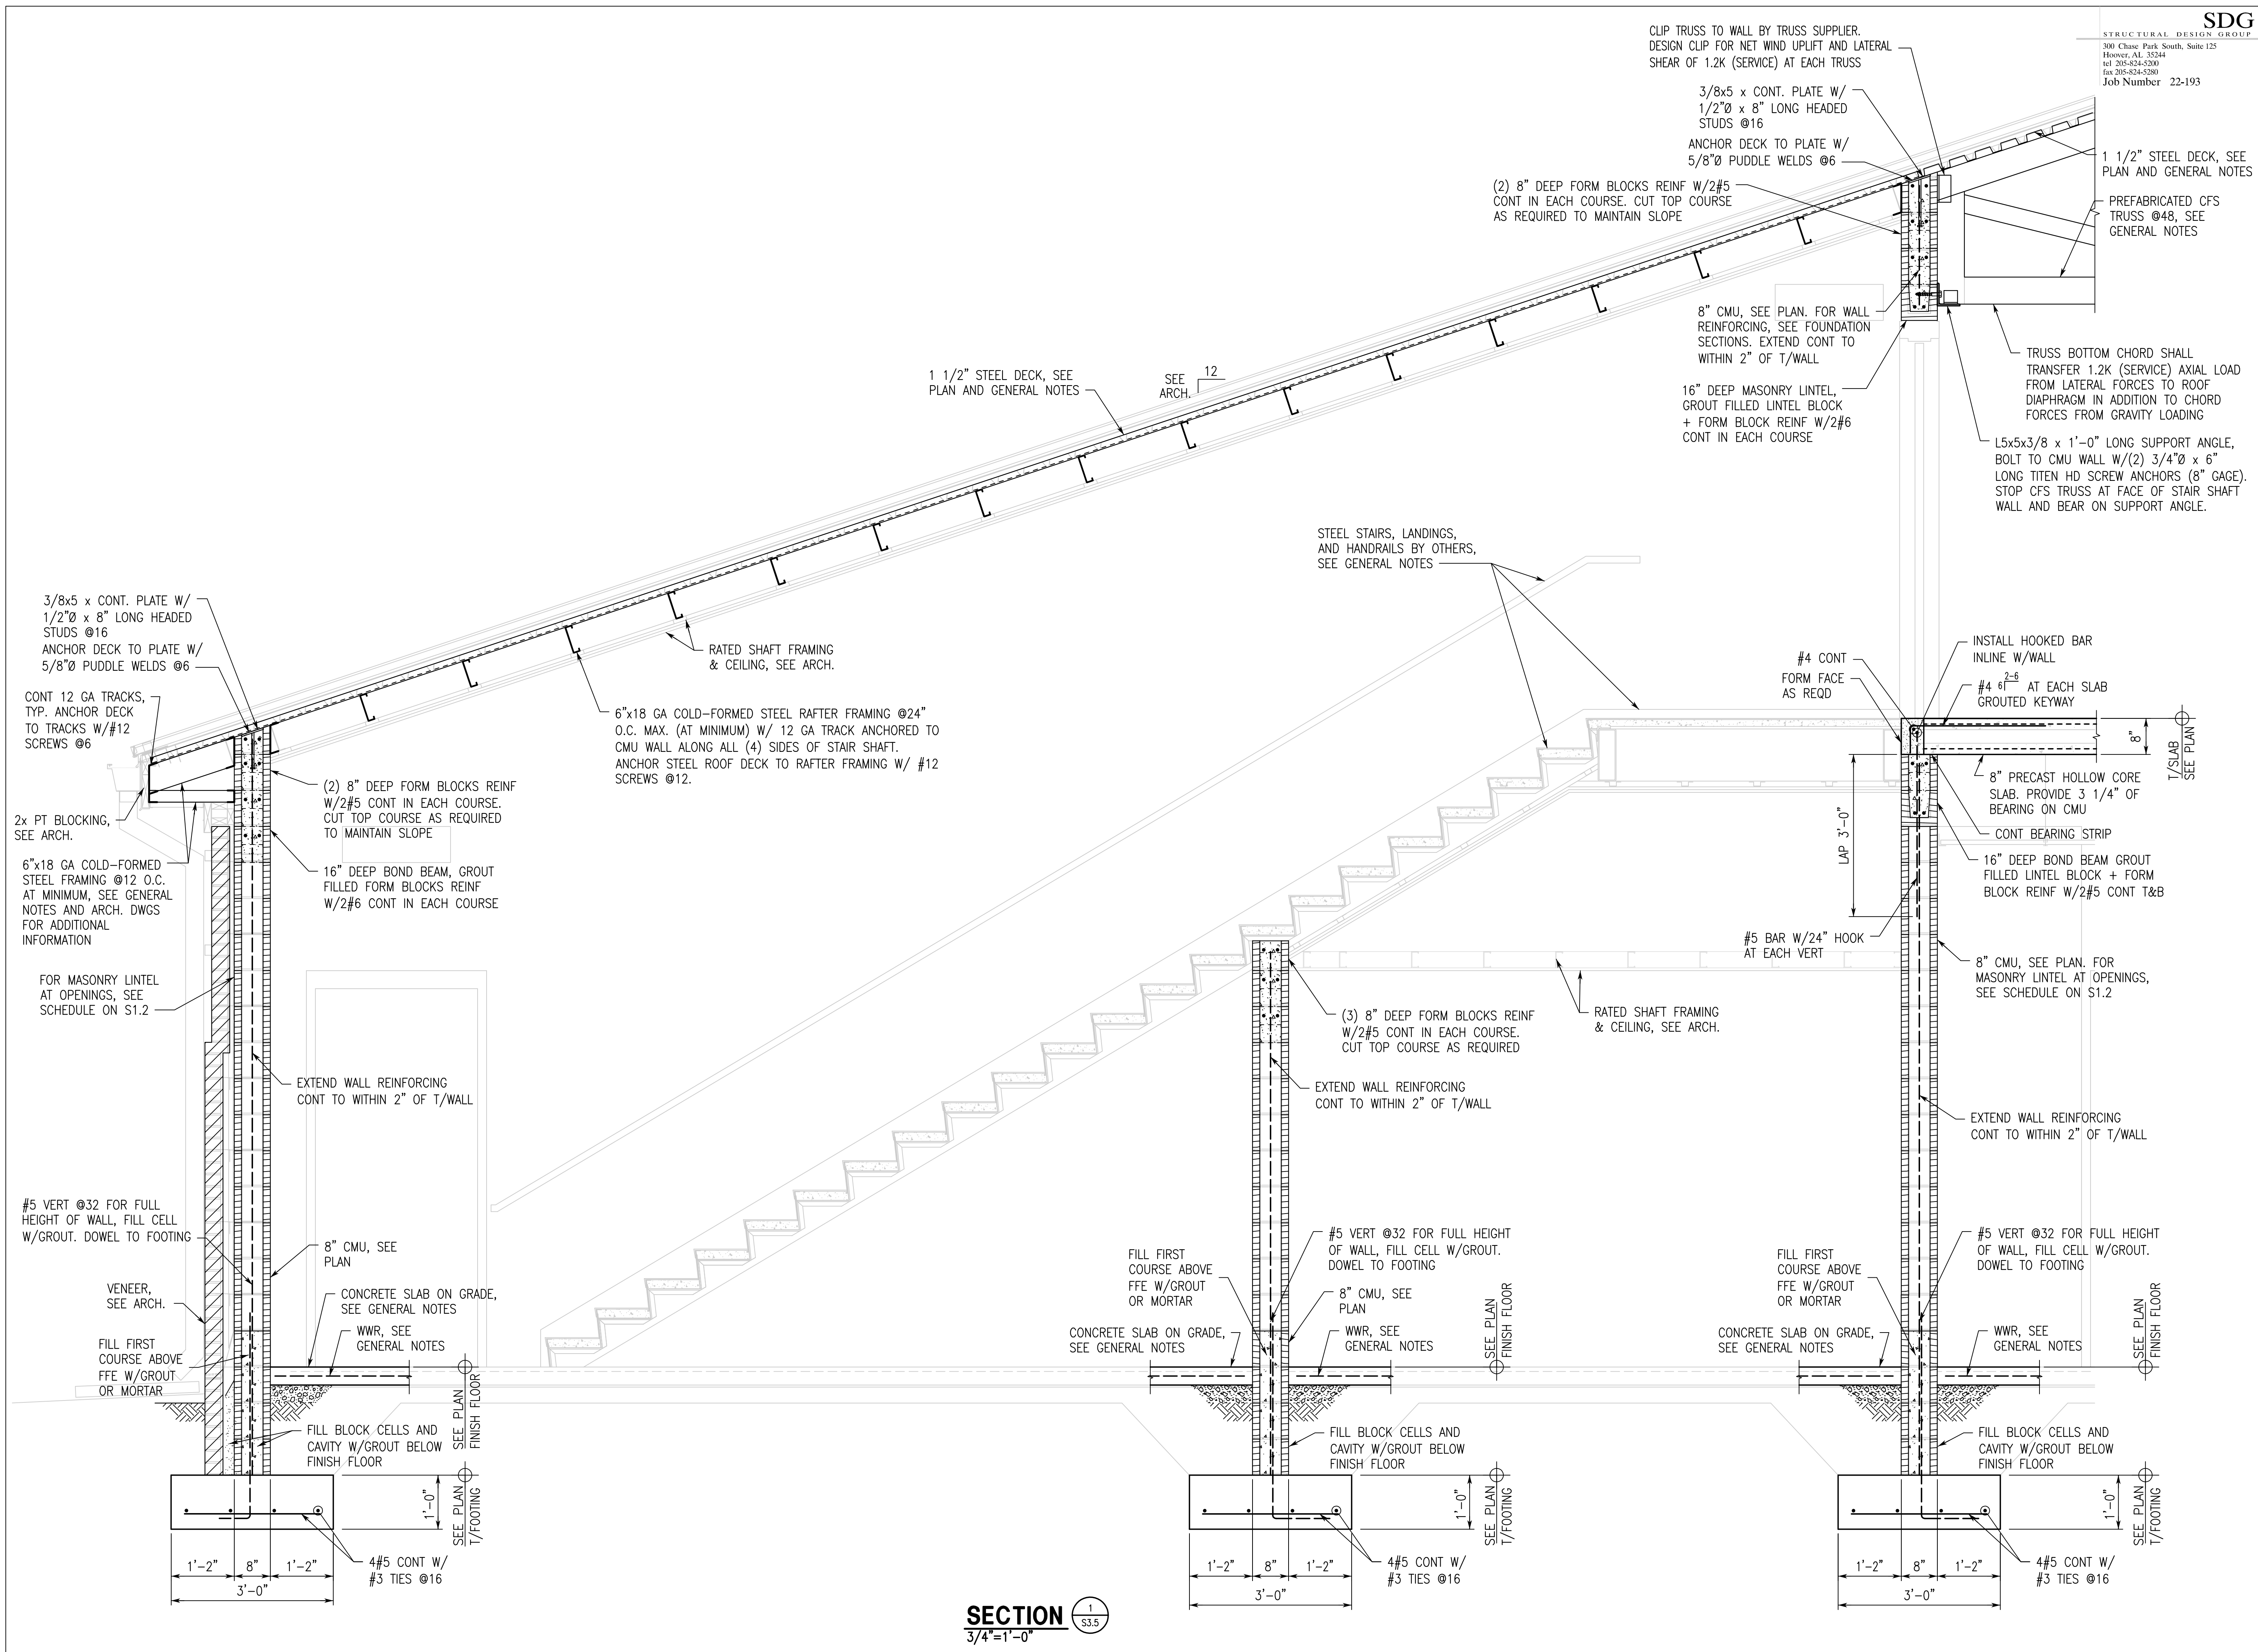 SDG
STRUCTURAL DESIGN GROUP
300 Chase Park South, Suite 125
Hoover, AL 35244
tel 205-824-5200
fax 205-824-5280
Job Number 22-193
CLIP TRUSS TO WALL BY TRUSS SUPPLIER.
DESIGN CLIP FOR NET WIND UPLIFT AND LATERAL
SHEAR OF 1.2K (SERVICE) AT EACH TRUSS
3/8x5 x CONT. PLATE W/
1/2"Ø x 8" LONG HEADED
STUDS @16
ANCHOR DECK TO PLATE W/
5/8"Ø PUDDLE WELDS @6
(2) 8" DEEP FORM BLOCKS REINF W/2#5
CONT IN EACH COURSE. CUT TOP COURSE
AS REQUIRED TO MAINTAIN SLOPE
1 1/2" STEEL DECK, SEE
PLAN AND GENERAL NOTES
PREFABRICATED CFS
TRUSS @48, SEE
GENERAL NOTES
8" CMU, SEE PLAN. FOR WALL
REINFORCING, SEE FOUNDATION
SECTIONS. EXTEND CONT TO
WITHIN 2" OF T/WALL
16" DEEP MASONRY LINTEL,
GROUT FILLED LINTEL BLOCK
+ FORM BLOCK REINF W/2#6
CONT IN EACH COURSE
TRUSS BOTTOM CHORD SHALL
TRANSFER 1.2K (SERVICE) AXIAL LOAD
FROM LATERAL FORCES TO ROOF
DIAPHRAGM IN ADDITION TO CHORD
FORCES FROM GRAVITY LOADING
L5x5x3/8 x 1'-0" LONG SUPPORT ANGLE,
BOLT TO CMU WALL W/(2) 3/4"Ø x 6"
LONG TITEN HD SCREW ANCHORS (8" GAGE).
STOP CFS TRUSS AT FACE OF STAIR SHAFT
WALL AND BEAR ON SUPPORT ANGLE.
1 1/2" STEEL DECK, SEE
PLAN AND GENERAL NOTES
12
SEE
ARCH.
STEEL STAIRS, LANDINGS,
AND HANDRAILS BY OTHERS,
SEE GENERAL NOTES
3/8x5 x CONT. PLATE W/
1/2"Ø x 8" LONG HEADED
STUDS @16
ANCHOR DECK TO PLATE W/
5/8"Ø PUDDLE WELDS @6
CONT 12 GA TRACKS,
TYP. ANCHOR DECK
TO TRACKS W/#12
SCREWS @6
2x PT BLOCKING,
SEE ARCH.
6"x18 GA COLD-FORMED
STEEL FRAMING @12 O.C.
AT MINIMUM, SEE GENERAL
NOTES AND ARCH. DWGS
FOR ADDITIONAL
INFORMATION
FOR MASONRY LINTEL
AT OPENINGS, SEE
SCHEDULE ON S1.2
RATED SHAFT FRAMING
& CEILING, SEE ARCH.
6"x18 GA COLD-FORMED STEEL RAFTER FRAMING @24"
O.C. MAX. (AT MINIMUM) W/ 12 GA TRACK ANCHORED TO
CMU WALL ALONG ALL (4) SIDES OF STAIR SHAFT.
ANCHOR STEEL ROOF DECK TO RAFTER FRAMING W/ #12
SCREWS @12.
(2) 8" DEEP FORM BLOCKS REINF
W/2#5 CONT IN EACH COURSE.
CUT TOP COURSE AS REQUIRED
TO MAINTAIN SLOPE
16" DEEP BOND BEAM, GROUT
FILLED FORM BLOCKS REINF
W/2#6 CONT IN EACH COURSE
EXTEND WALL REINFORCING
CONT TO WITHIN 2" OF T/WALL
#5 VERT @32 FOR FULL
HEIGHT OF WALL, FILL CELL
W/GROUT. DOWEL TO FOOTING
8" CMU, SEE
PLAN
VENEER,
SEE ARCH.
CONCRETE SLAB ON GRADE,
SEE GENERAL NOTES
WWR, SEE
GENERAL NOTES
FILL FIRST
COURSE ABOVE
FFE W/GROUT
OR MORTAR
SEE PLAN
FINISH FLOOR
FILL BLOCK CELLS AND
CAVITY W/GROUT BELOW
FINISH FLOOR
1'-0"
SEE PLAN
T/FOOTING
4#5 CONT W/
#3 TIES @16
1'-2"
8"
1'-2"
3'-0"
(3) 8" DEEP FORM BLOCKS REINF
W/2#5 CONT IN EACH COURSE.
CUT TOP COURSE AS REQUIRED
RATED SHAFT FRAMING
& CEILING, SEE ARCH.
EXTEND WALL REINFORCING
CONT TO WITHIN 2" OF T/WALL
#5 VERT @32 FOR FULL HEIGHT
OF WALL, FILL CELL W/GROUT.
DOWEL TO FOOTING
FILL FIRST
COURSE ABOVE
FFE W/GROUT
OR MORTAR
8" CMU, SEE
PLAN
CONCRETE SLAB ON GRADE,
SEE GENERAL NOTES
WWR, SEE
GENERAL NOTES
SEE PLAN
FINISH FLOOR
FILL BLOCK CELLS AND
CAVITY W/GROUT BELOW
FINISH FLOOR
1'-0"
SEE PLAN
T/FOOTING
4#5 CONT W/
#3 TIES @16
1'-2"
8"
1'-2"
3'-0"
#4 CONT
FORM FACE
AS REQD
INSTALL HOOKED BAR
INLINE W/WALL
#4 6 2-6 AT EACH SLAB
GROUTED KEYWAY
8"
T/SLAB
SEE PLAN
8" PRECAST HOLLOW CORE
SLAB. PROVIDE 3 1/4" OF
BEARING ON CMU
CONT BEARING STRIP
LAP 3'-0"
16" DEEP BOND BEAM GROUT
FILLED LINTEL BLOCK + FORM
BLOCK REINF W/2#5 CONT T&B
#5 BAR W/24" HOOK
AT EACH VERT
8" CMU, SEE PLAN. FOR
MASONRY LINTEL AT OPENINGS,
SEE SCHEDULE ON S1.2
EXTEND WALL REINFORCING
CONT TO WITHIN 2" OF T/WALL
#5 VERT @32 FOR FULL HEIGHT
OF WALL, FILL CELL W/GROUT.
DOWEL TO FOOTING
FILL FIRST
COURSE ABOVE
FFE W/GROUT
OR MORTAR
CONCRETE SLAB ON GRADE,
SEE GENERAL NOTES
WWR, SEE
GENERAL NOTES
SEE PLAN
FINISH FLOOR
FILL BLOCK CELLS AND
CAVITY W/GROUT BELOW
FINISH FLOOR
1'-0"
SEE PLAN
T/FOOTING
4#5 CONT W/
#3 TIES @16
1'-2"
8"
1'-2"
3'-0"
SECTION
1
S3.5
3/4"=1'-0"